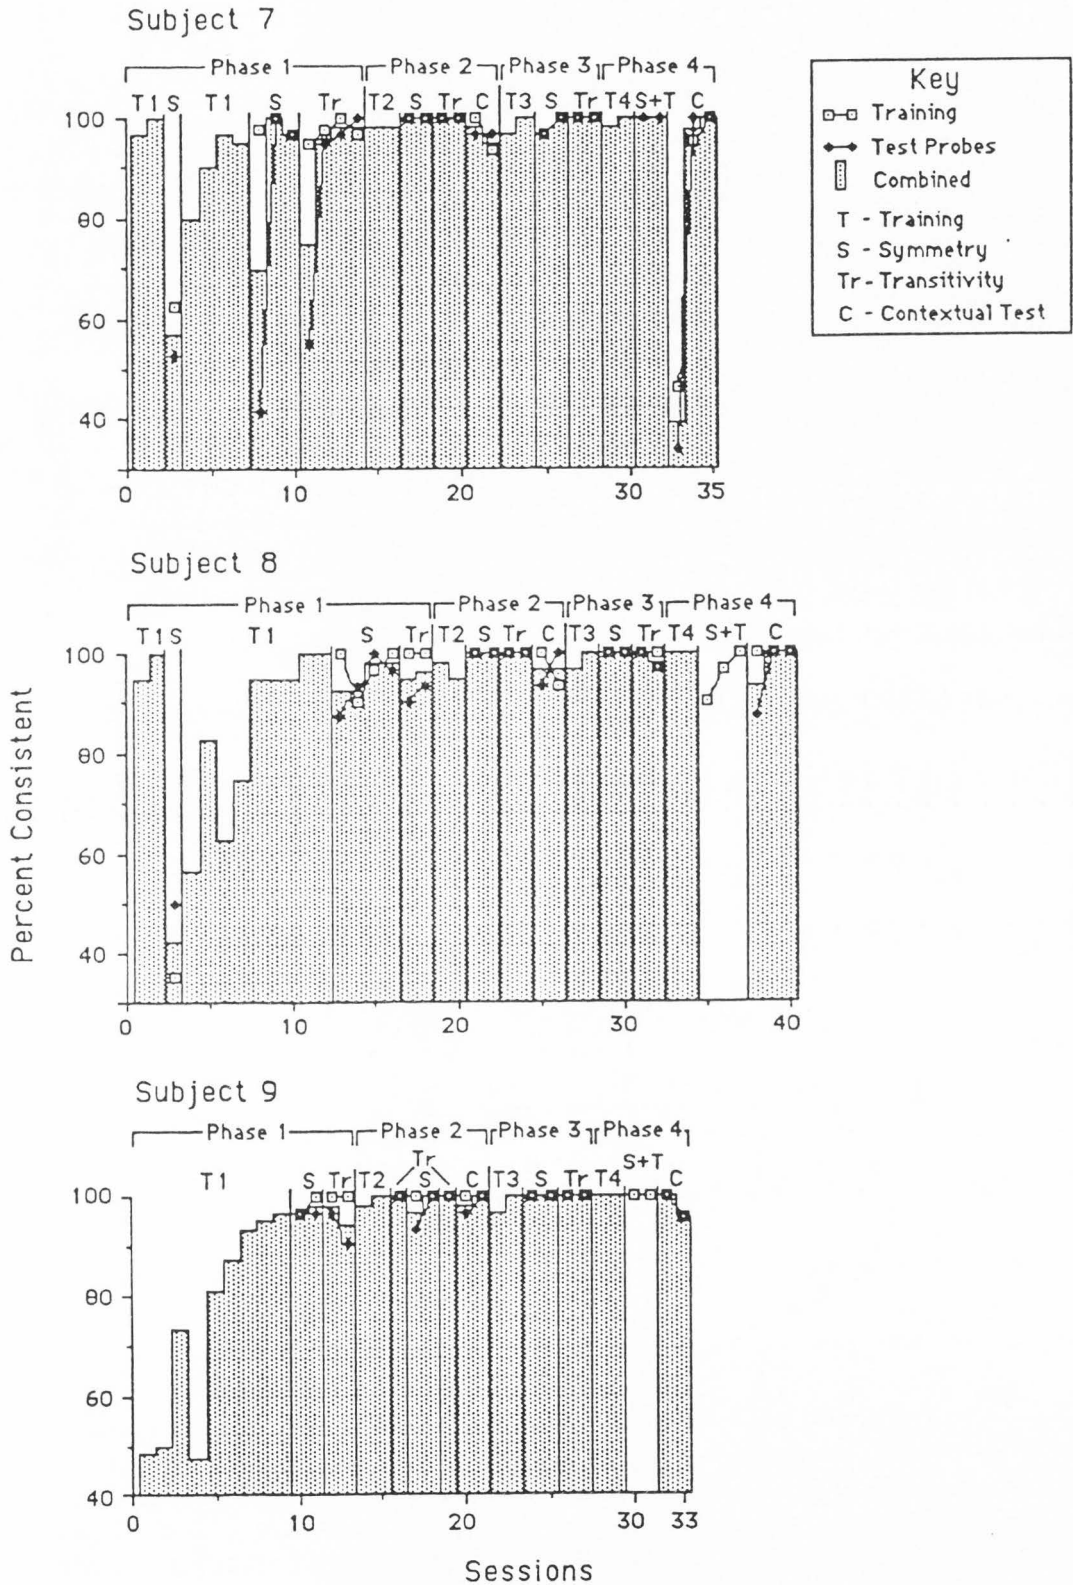 Subject 7
Phase 1 Phase 2 Phase 3 Phase 4
T1 S T1 S Tr T2 S Tr C T3 S Tr T4 S+T C
100
80
60
40
0 10 20 30 35
Key
Training
Test Probes
Combined
T - Training
S - Symmetry
Tr - Transitivity
C - Contextual Test
Subject 8
Phase 1 Phase 2 Phase 3 Phase 4
T1 S T1 S Tr T2 S Tr C T3 S Tr T4 S+T C
100
80
60
40
0 10 20 30 40
Percent Consistent
Subject 9
Phase 1 Phase 2 Phase 3 Phase 4
T1 S Tr T2 Tr S C T3 S Tr T4 S+T C
100
80
60
40
0 10 20 30 33
Sessions